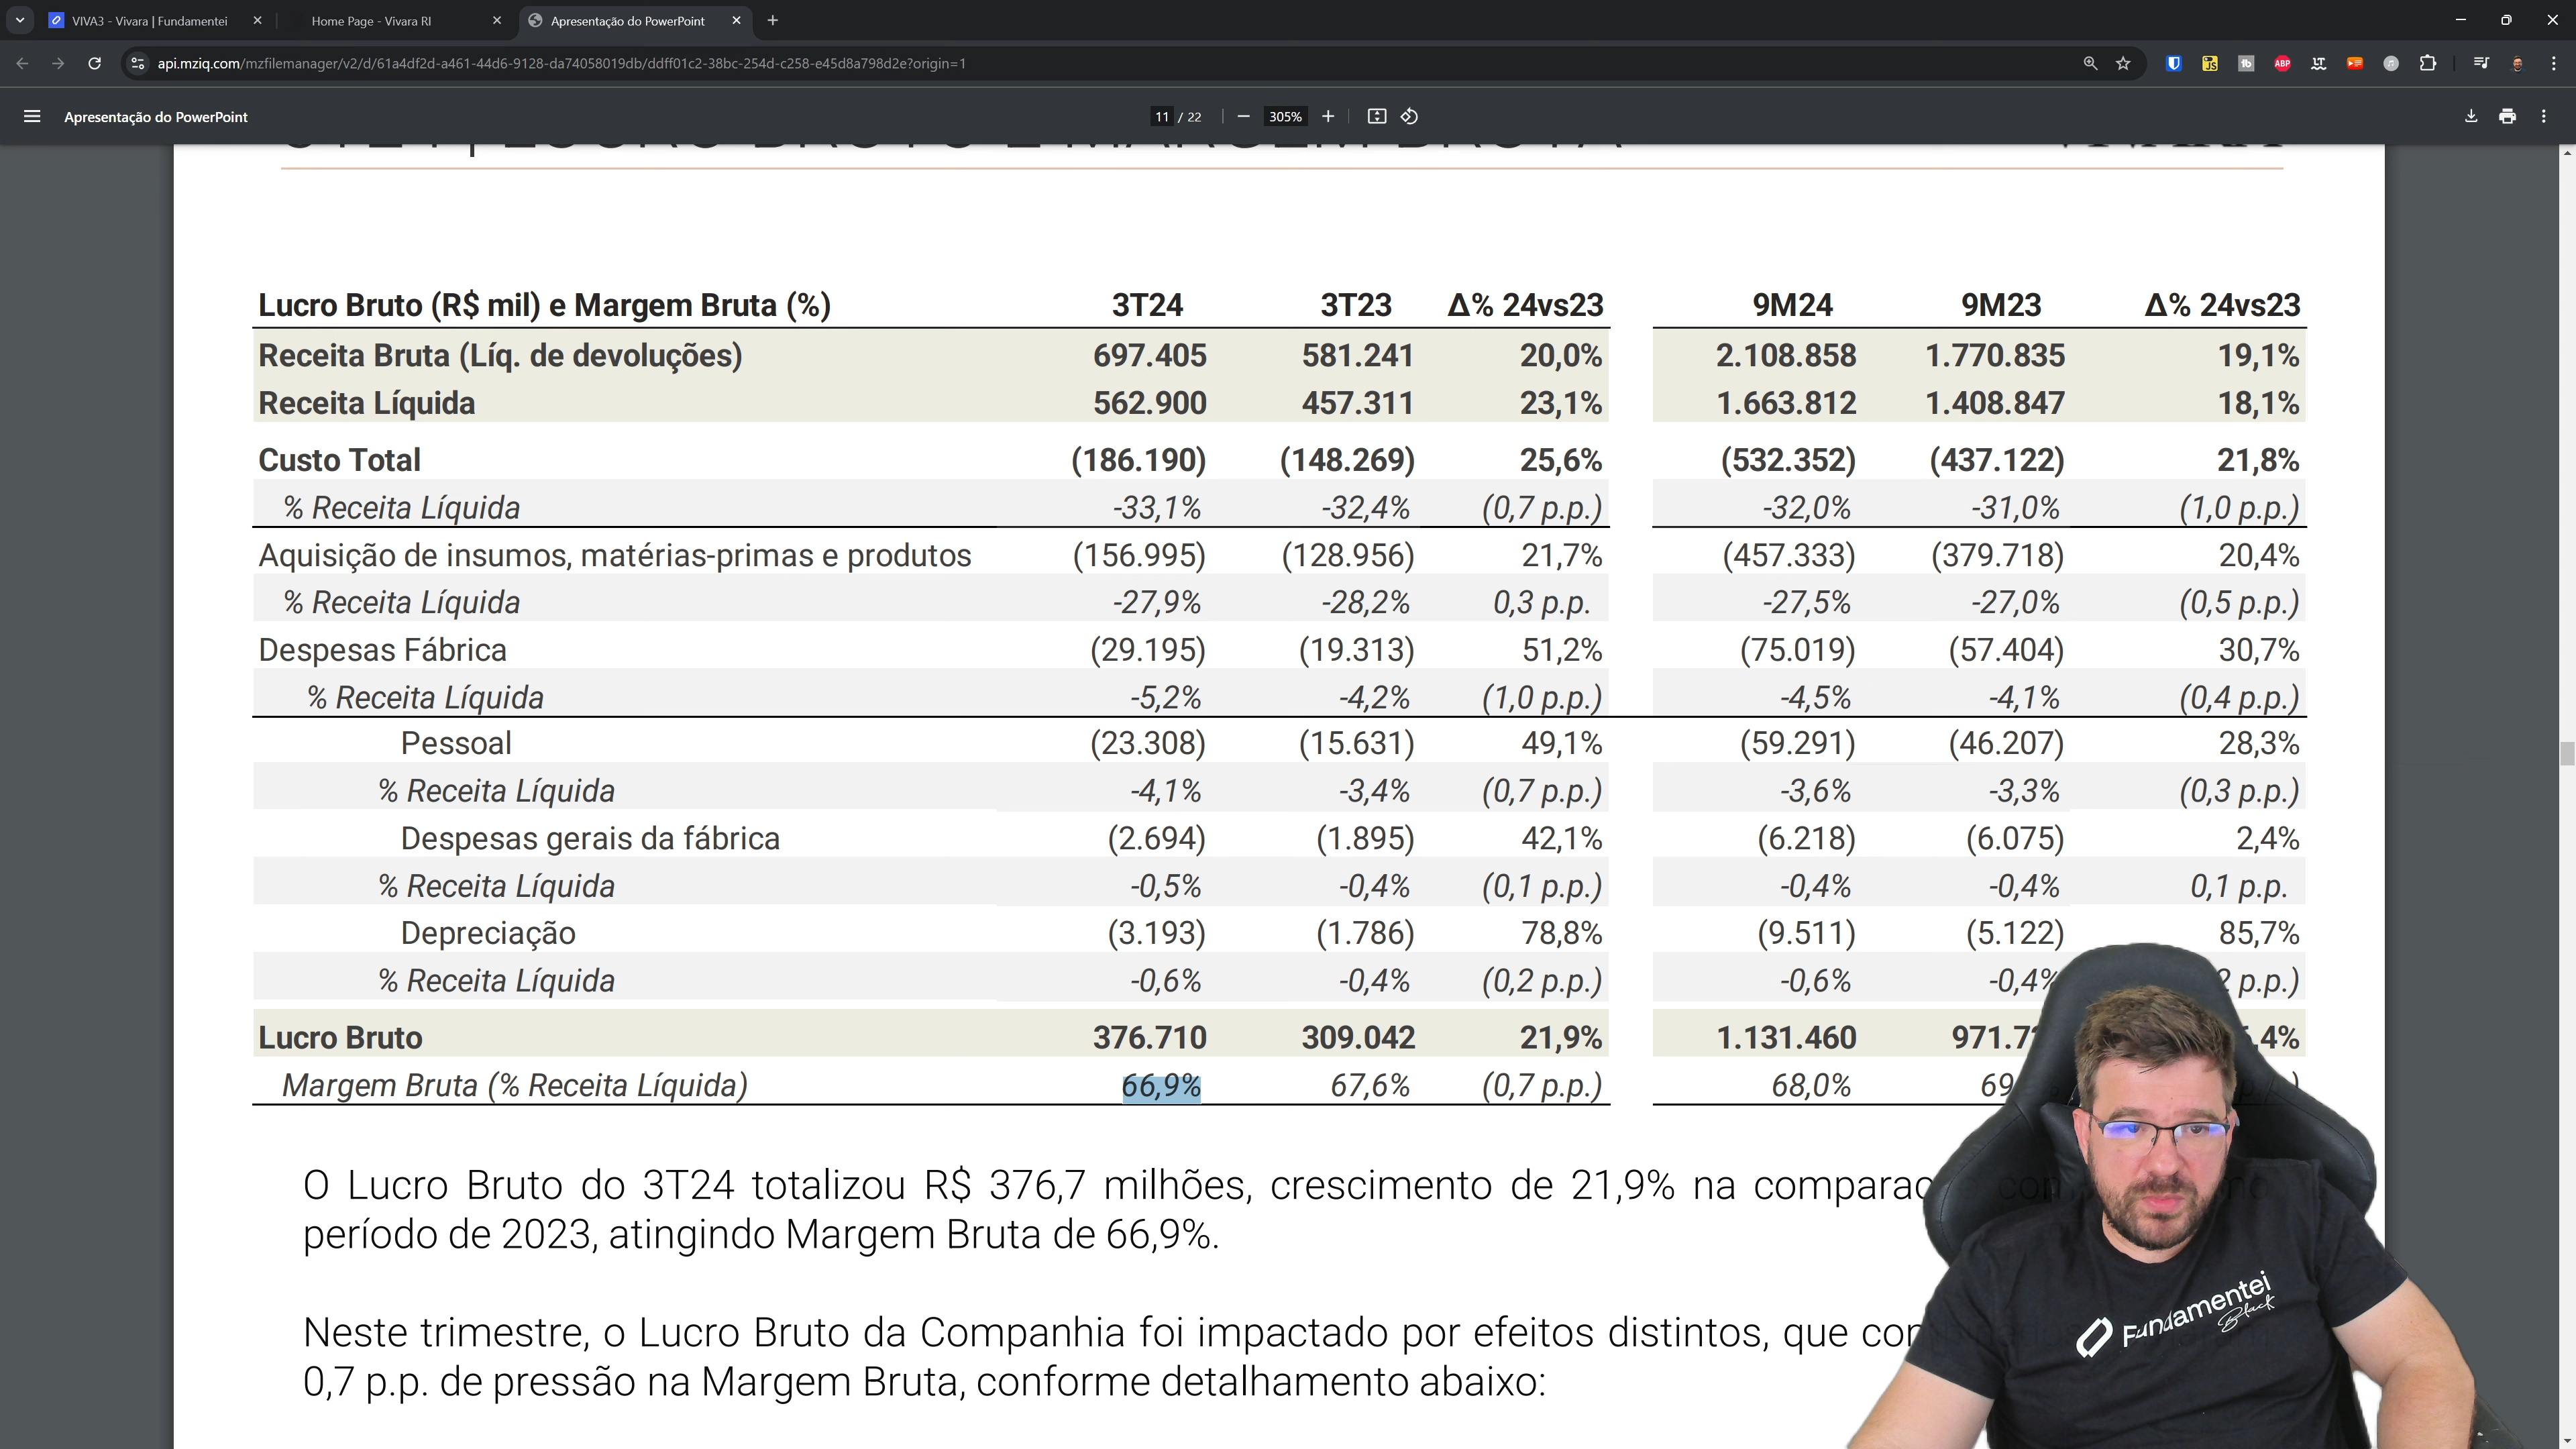 VIVA3 - Vivara | Fundamentei
Home Page - Vivara RI
Apresentação do PowerPoint
api.mziq.com/mzfilemanager/v2/d/61a4df2d-a461-44d6-9128-da74058019db/ddff01c2-38bc-254d-c258-e45d8a798d2e?origin=1
Apresentação do PowerPoint
11 / 22
305%
Lucro Bruto (R$ mil) e Margem Bruta (%) 3T24 3T23 Δ% 24vs23 9M24 9M23 Δ% 24vs23
Receita Bruta (Líq. de devoluções) 697.405 581.241 20,0% 2.108.858 1.770.835 19,1%
Receita Líquida 562.900 457.311 23,1% 1.663.812 1.408.847 18,1%
Custo Total (186.190) (148.269) 25,6% (532.352) (437.122) 21,8%
% Receita Líquida -33,1% -32,4% (0,7 p.p.) -32,0% -31,0% (1,0 p.p.)
Aquisição de insumos, matérias-primas e produtos (156.995) (128.956) 21,7% (457.333) (379.718) 20,4%
% Receita Líquida -27,9% -28,2% 0,3 p.p. -27,5% -27,0% (0,5 p.p.)
Despesas Fábrica (29.195) (19.313) 51,2% (75.019) (57.404) 30,7%
% Receita Líquida -5,2% -4,2% (1,0 p.p.) -4,5% -4,1% (0,4 p.p.)
Pessoal (23.308) (15.631) 49,1% (59.291) (46.207) 28,3%
% Receita Líquida -4,1% -3,4% (0,7 p.p.) -3,6% -3,3% (0,3 p.p.)
Despesas gerais da fábrica (2.694) (1.895) 42,1% (6.218) (6.075) 2,4%
% Receita Líquida -0,5% -0,4% (0,1 p.p.) -0,4% -0,4% 0,1 p.p.
Depreciação (3.193) (1.786) 78,8% (9.511) (5.122) 85,7%
% Receita Líquida -0,6% -0,4% (0,2 p.p.) -0,6% -0,4% p.p.)
Lucro Bruto 376.710 309.042 21,9% 1.131.460 971.7 ,4%
Margem Bruta (% Receita Líquida) 66,9% 67,6% (0,7 p.p.) 68,0% 69
O Lucro Bruto do 3T24 totalizou R$ 376,7 milhões, crescimento de 21,9% na
período de 2023, atingindo Margem Bruta de 66,9%.
Neste trimestre, o Lucro Bruto da Companhia foi impactado por efeitos distintos, que
0,7 p.p. de pressão na Margem Bruta, conforme detalhamento abaixo:
Fundamentei
Black